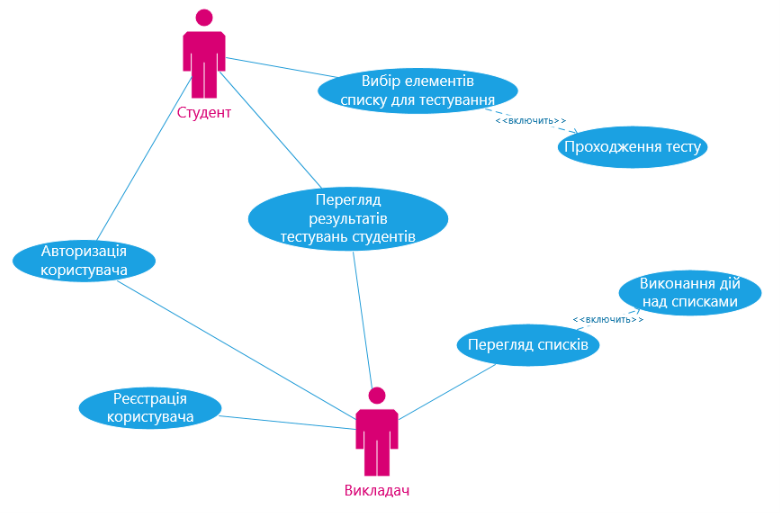 Вибір елементів
списку для тестування
Студент
<<включить>>
Проходження тесту
Перегляд
результатів
тестувань студентів
Авторизація
користувача
Виконання дій
над списками
<<включить>>
Перегляд списків
Реєстрація
користувача
Викладач